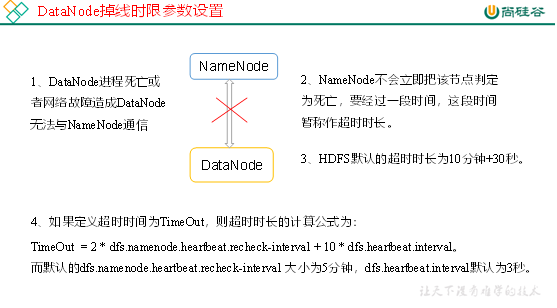 DataNode掉线时限参数设置
尚硅谷
NameNode
1、DataNode进程死亡或
者网络故障造成DataNode
无法与NameNode通信
2、NameNode不会立即把该节点判定
为死亡，要经过一段时间，这段时间
暂称作超时时长。
DataNode
3、HDFS默认的超时时长为10分钟+30秒。
4、如果定义超时时间为TimeOut，则超时时长的计算公式为：
TimeOut = 2 * dfs.namenode.heartbeat.recheck-interval + 10 * dfs.heartbeat.interval。
而默认的dfs.namenode.heartbeat.recheck-interval 大小为5分钟，dfs.heartbeat.interval默认为3秒。
让天下没有难学的技术